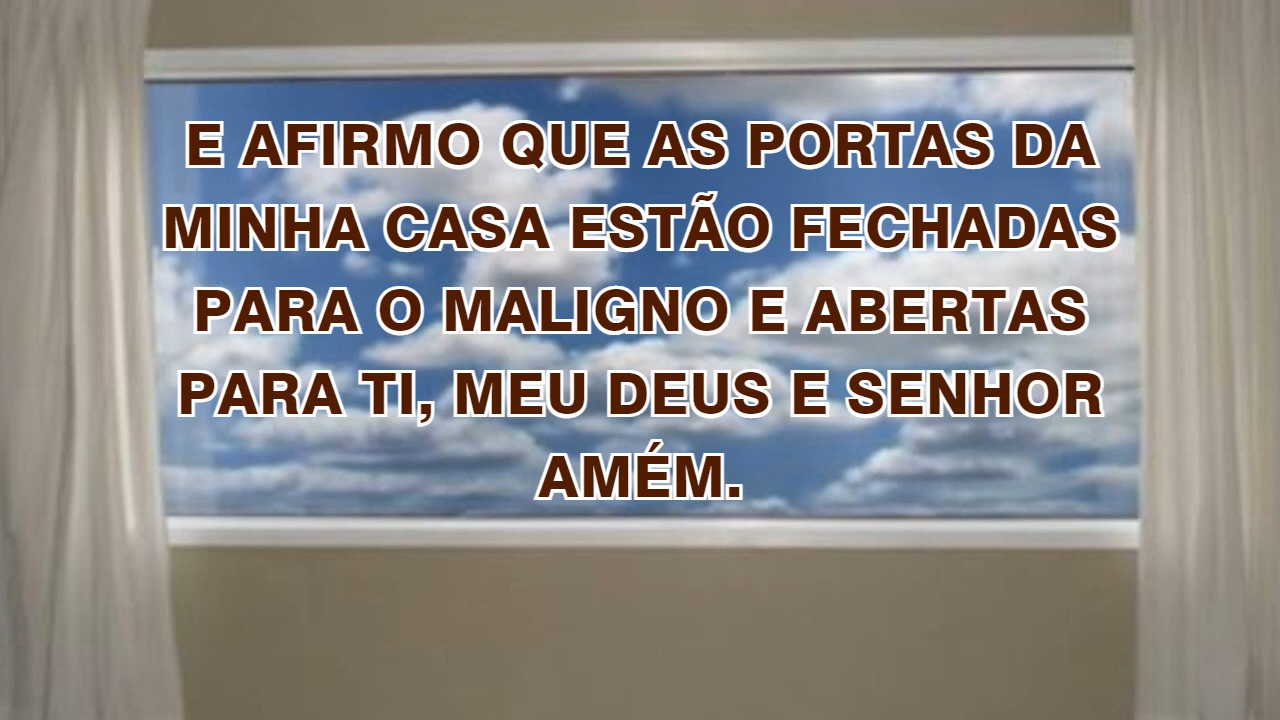 E AFIRMO QUE AS PORTAS DA
MINHA CASA ESTÃO FECHADAS
PARA O MALIGNO E ABERTAS
PARA TI, MEU DEUS E SENHOR
AMÉM.